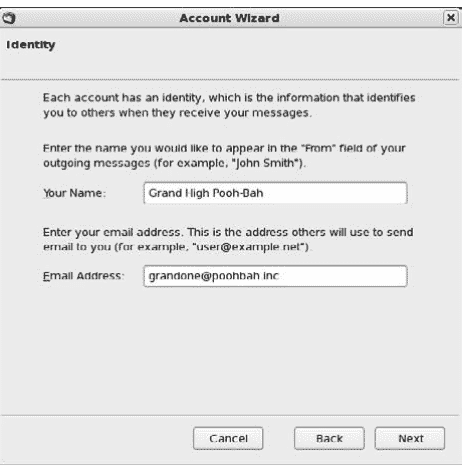 Account Wizard
Identity
Each account has an identity, which is the information that identifies
you to others when they receive your messages.
Enter the name you would like to appear in the "From" field of your
outgoing messages (for example, "John Smith").
Your Name: Grand High Pooh-Bah
Enter your email address. This is the address others will use to send
email to you (for example, "user@example.net").
Email Address: grandone@poohbah.inc
Cancel Back Next